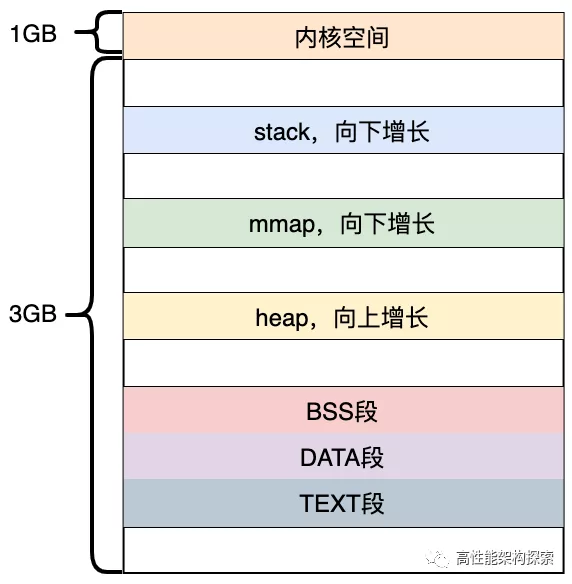 1GB
内核空间
stack，向下增长
mmap，向下增长
heap，向上增长
3GB
BSS段
DATA段
TEXT段
高性能架构探索